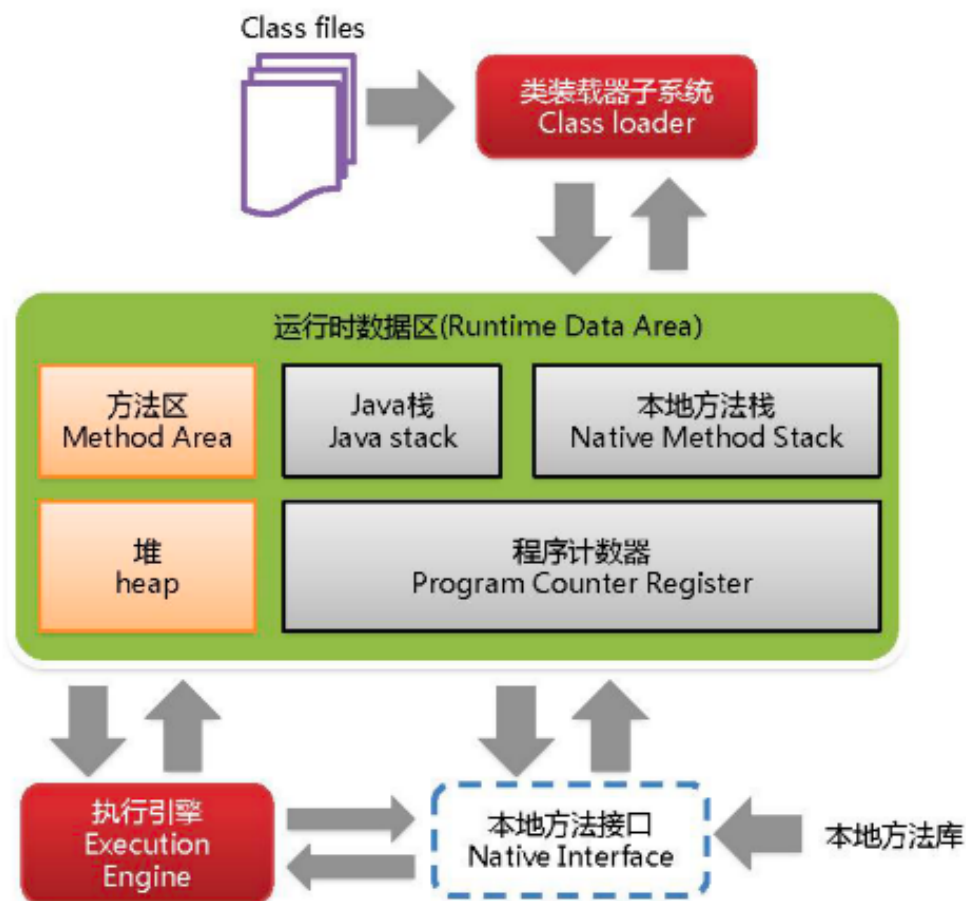 Class files
类装载器子系统
Class loader
运行时数据区(Runtime Data Area)
方法区
Method Area
Java栈
Java stack
本地方法栈
Native Method Stack
堆
heap
程序计数器
Program Counter Register
执行引擎
Execution
Engine
本地方法接口
Native Interface
本地方法库